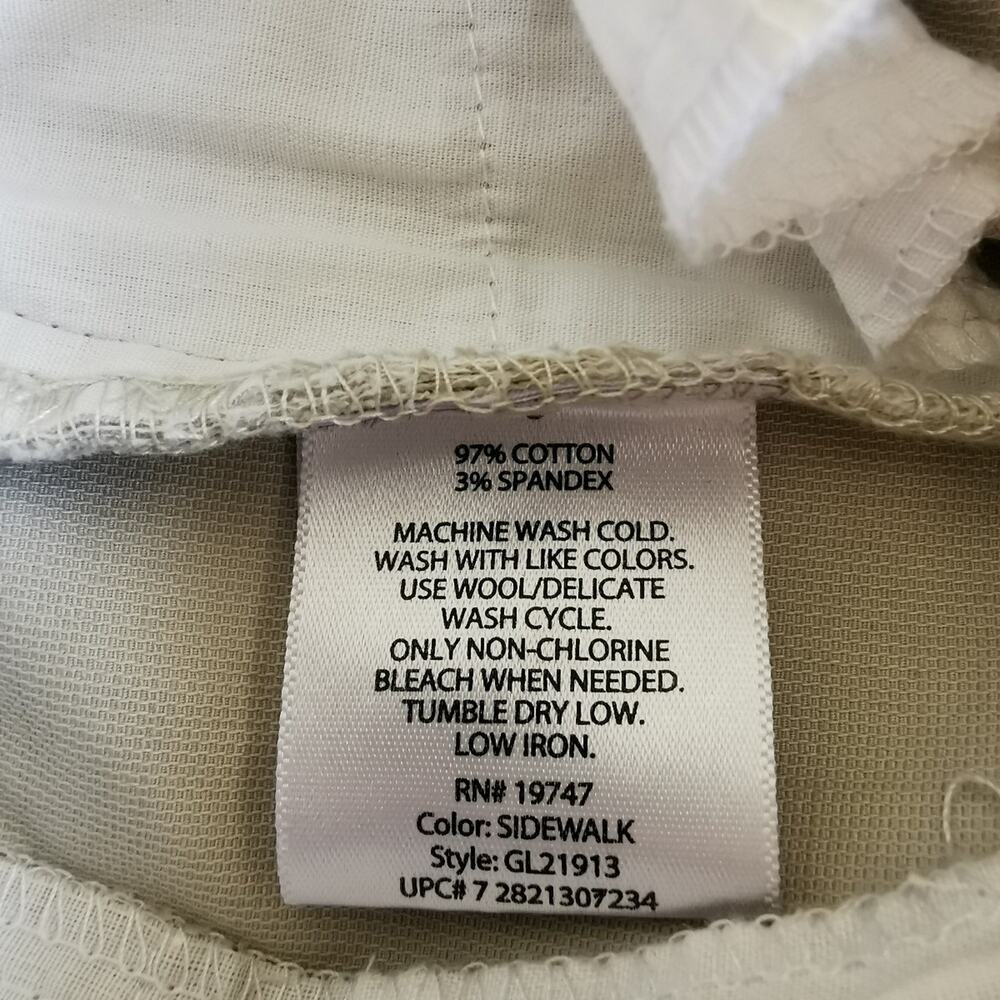 97% COTTON
3% SPANDEX
MACHINE WASH COLD.
WASH WITH LIKE COLORS.
USE WOOL/DELICATE
WASH CYCLE.
ONLY NON-CHLORINE
BLEACH WHEN NEEDED.
TUMBLE DRY LOW.
LOW IRON.
RN# 19747
Color: SIDEWALK
Style: GL21913
UPC# 7 2821307234